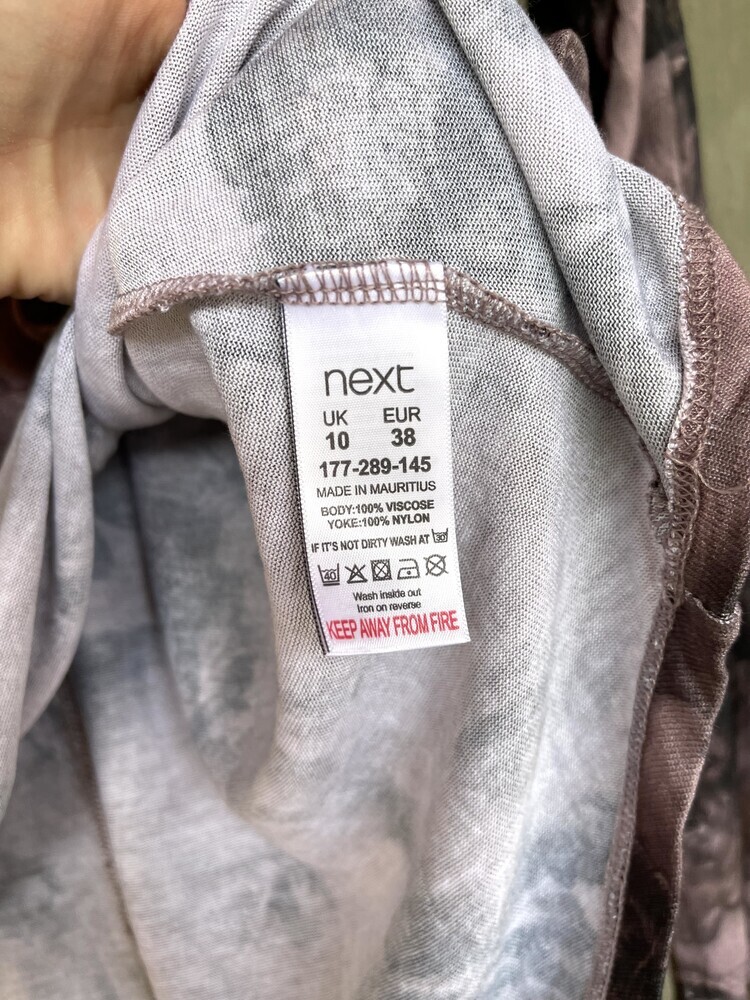 next
UK EUR
10 38
177-289-145
MADE IN MAURITIUS
BODY:100% VISCOSE
YOKE:100% NYLON
IF IT'S NOT DIRTY WASH AT 30
40
Wash inside out
Iron on reverse
KEEP AWAY FROM FIRE